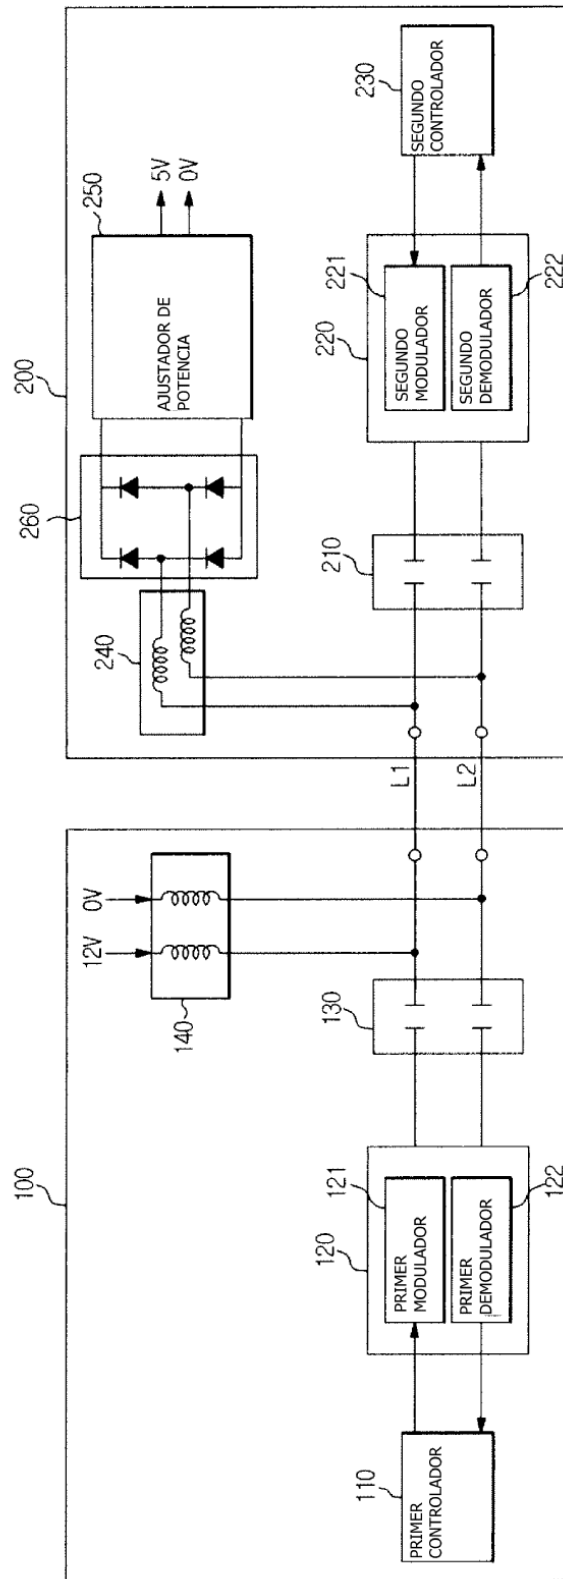 100
200
12V
0V
140
240
260
250
AJUSTADOR DE
POTENCIA
5V
0V
110
PRIMER
CONTROLADOR
120
121
PRIMER
MODULADOR
122
PRIMER
DEMODULADOR
130
L1
L2
210
220
221
SEGUNDO
MODULADOR
222
SEGUNDO
DEMODULADOR
230
SEGUNDO
CONTROLADOR